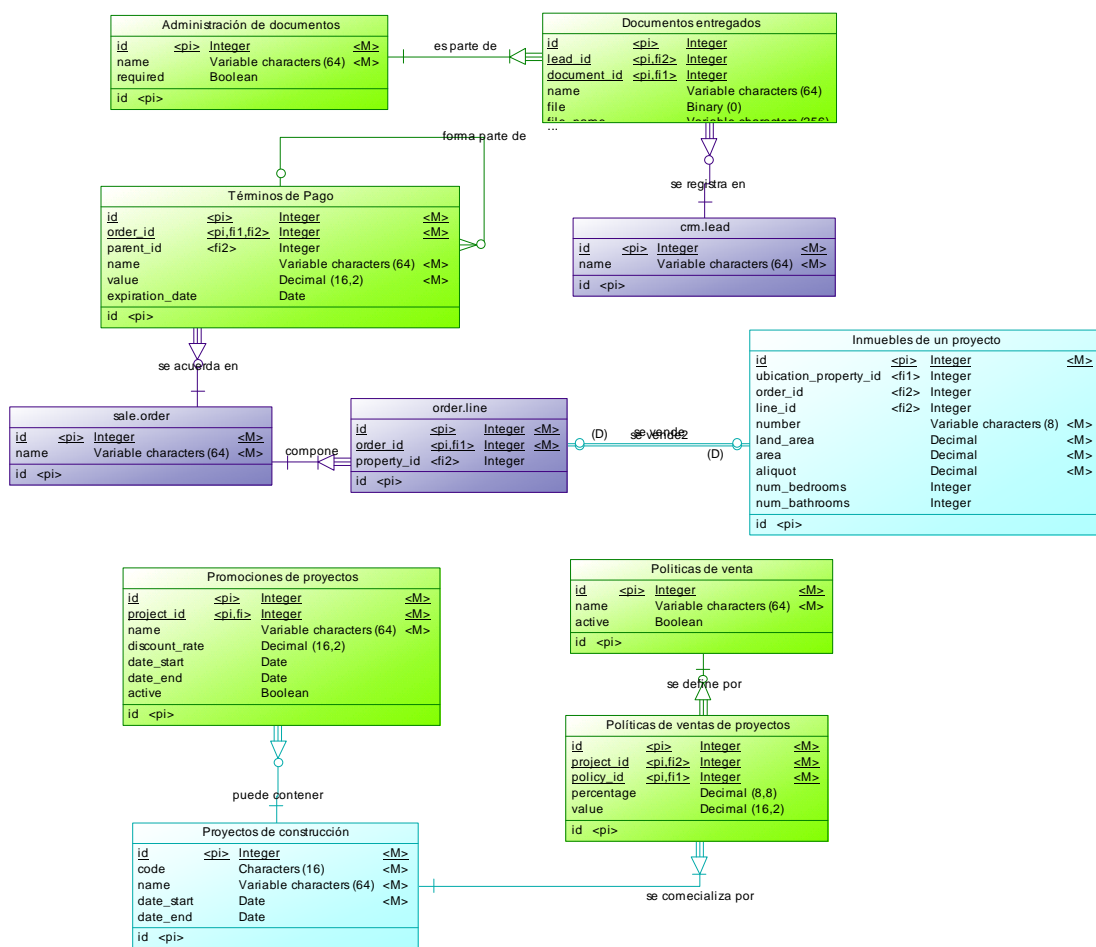 Administración de documentos
id <pi> Integer <M>
name Variable characters (64) <M>
required Boolean
id <pi>
es parte de
Documentos entregados
id <pi> Integer
lead_id <pi,fi2> Integer
document_id <pi,fi1> Integer
name Variable characters (64)
file Binary (0)
file_name Variable characters (256)
...
forma parte de
se registra en
Términos de Pago
id <pi> Integer <M>
order_id <pi,fi1,fi2> Integer <M>
parent_id <fi2> Integer
name Variable characters (64) <M>
value Decimal (16,2) <M>
expiration_date Date
id <pi>
crm.lead
id <pi> Integer <M>
name Variable characters (64) <M>
id <pi>
se acuerda en
Inmuebles de un proyecto
id <pi> Integer <M>
ubication_property_id <fi1> Integer
order_id <fi2> Integer
line_id <fi2> Integer
number Variable characters (8) <M>
land_area Decimal <M>
area Decimal <M>
aliquot Decimal <M>
num_bedrooms Integer
num_bathrooms Integer
id <pi>
sale.order
id <pi> Integer <M>
name Variable characters (64) <M>
id <pi>
compone
order.line
id <pi> Integer <M>
order_id <pi,fi1> Integer <M>
property_id <fi2> Integer
id <pi>
(D)
se vende
se vende2
(D)
Promociones de proyectos
id <pi> Integer <M>
project_id <pi,fi> Integer <M>
name Variable characters (64) <M>
discount_rate Decimal (16,2)
date_start Date
date_end Date
active Boolean
id <pi>
Politicas de venta
id <pi> Integer <M>
name Variable characters (64) <M>
active Boolean
id <pi>
se define por
Políticas de ventas de proyectos
id <pi> Integer <M>
project_id <pi,fi2> Integer <M>
policy_id <pi,fi1> Integer <M>
percentage Decimal (8,8)
value Decimal (16,2)
id <pi>
puede contener
Proyectos de construcción
id <pi> Integer <M>
code Characters (16) <M>
name Variable characters (64) <M>
date_start Date <M>
date_end Date
id <pi>
se comecializa por